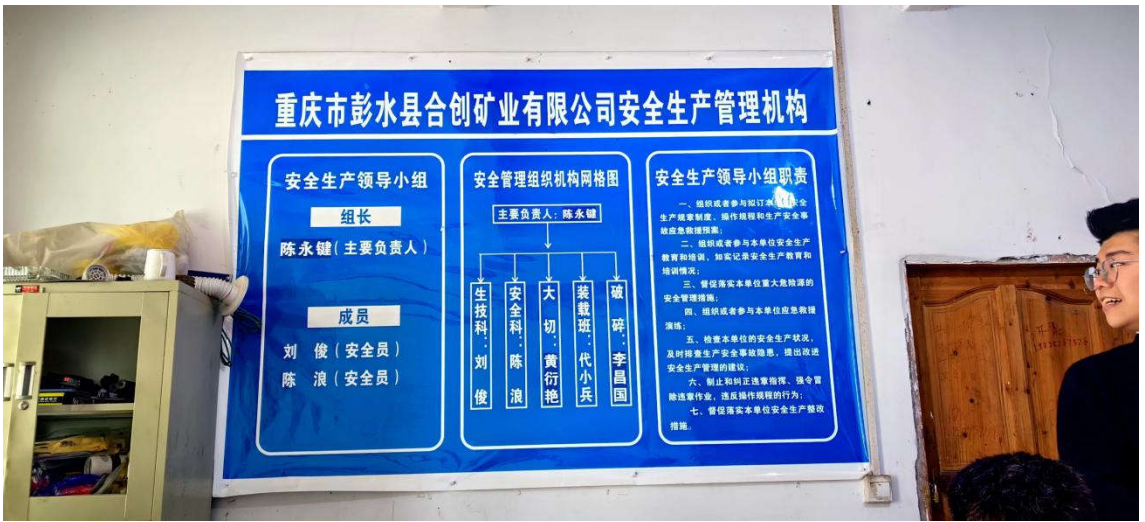 重庆市彭水县合创矿业有限公司安全生产管理机构
安全生产领导小组
组长
陈永键（主要负责人）
成员
刘 俊（安全员）
陈 浪（安全员）
安全管理组织机构网格图
主要负责人：陈永键
生技科：刘 俊
安全科：陈 浪
大 切：黄衍艳
装载班：代小兵
破 碎：李昌国
安全生产领导小组职责
一、组织或者参与拟订本 安全
生产规章制度、操作规程和生产安全事
故应急救援预案；
二、组织或者参与本单位安全生产
教育和培训，如实记录安全生产教育和
培训情况；
三、督促落实本单位重大危险源的
安全管理措施；
四、组织或者参与本单位应急救援
演练；
五、检查本单位的安全生产状况，
及时排查生产安全事故隐患，提出改进
安全生产管理的建议；
六、制止和纠正违章指挥、强令冒
险违章作业、违反操作规程的行为；
七、督促落实本单位安全生产整改
措施。